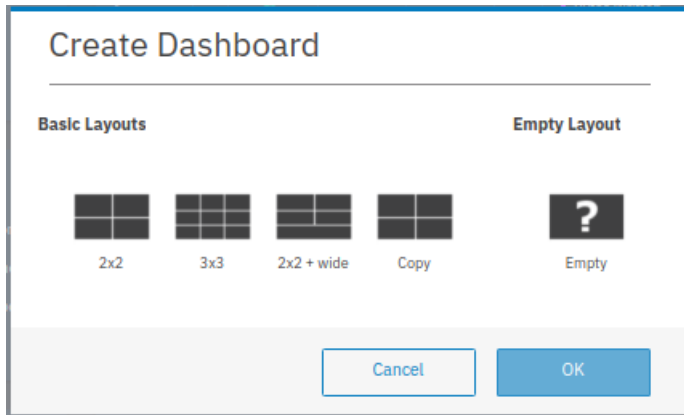 Create Dashboard
Basic Layouts
Empty Layout
?
2x2
3x3
2x2 + wide
Copy
Empty
Cancel
OK